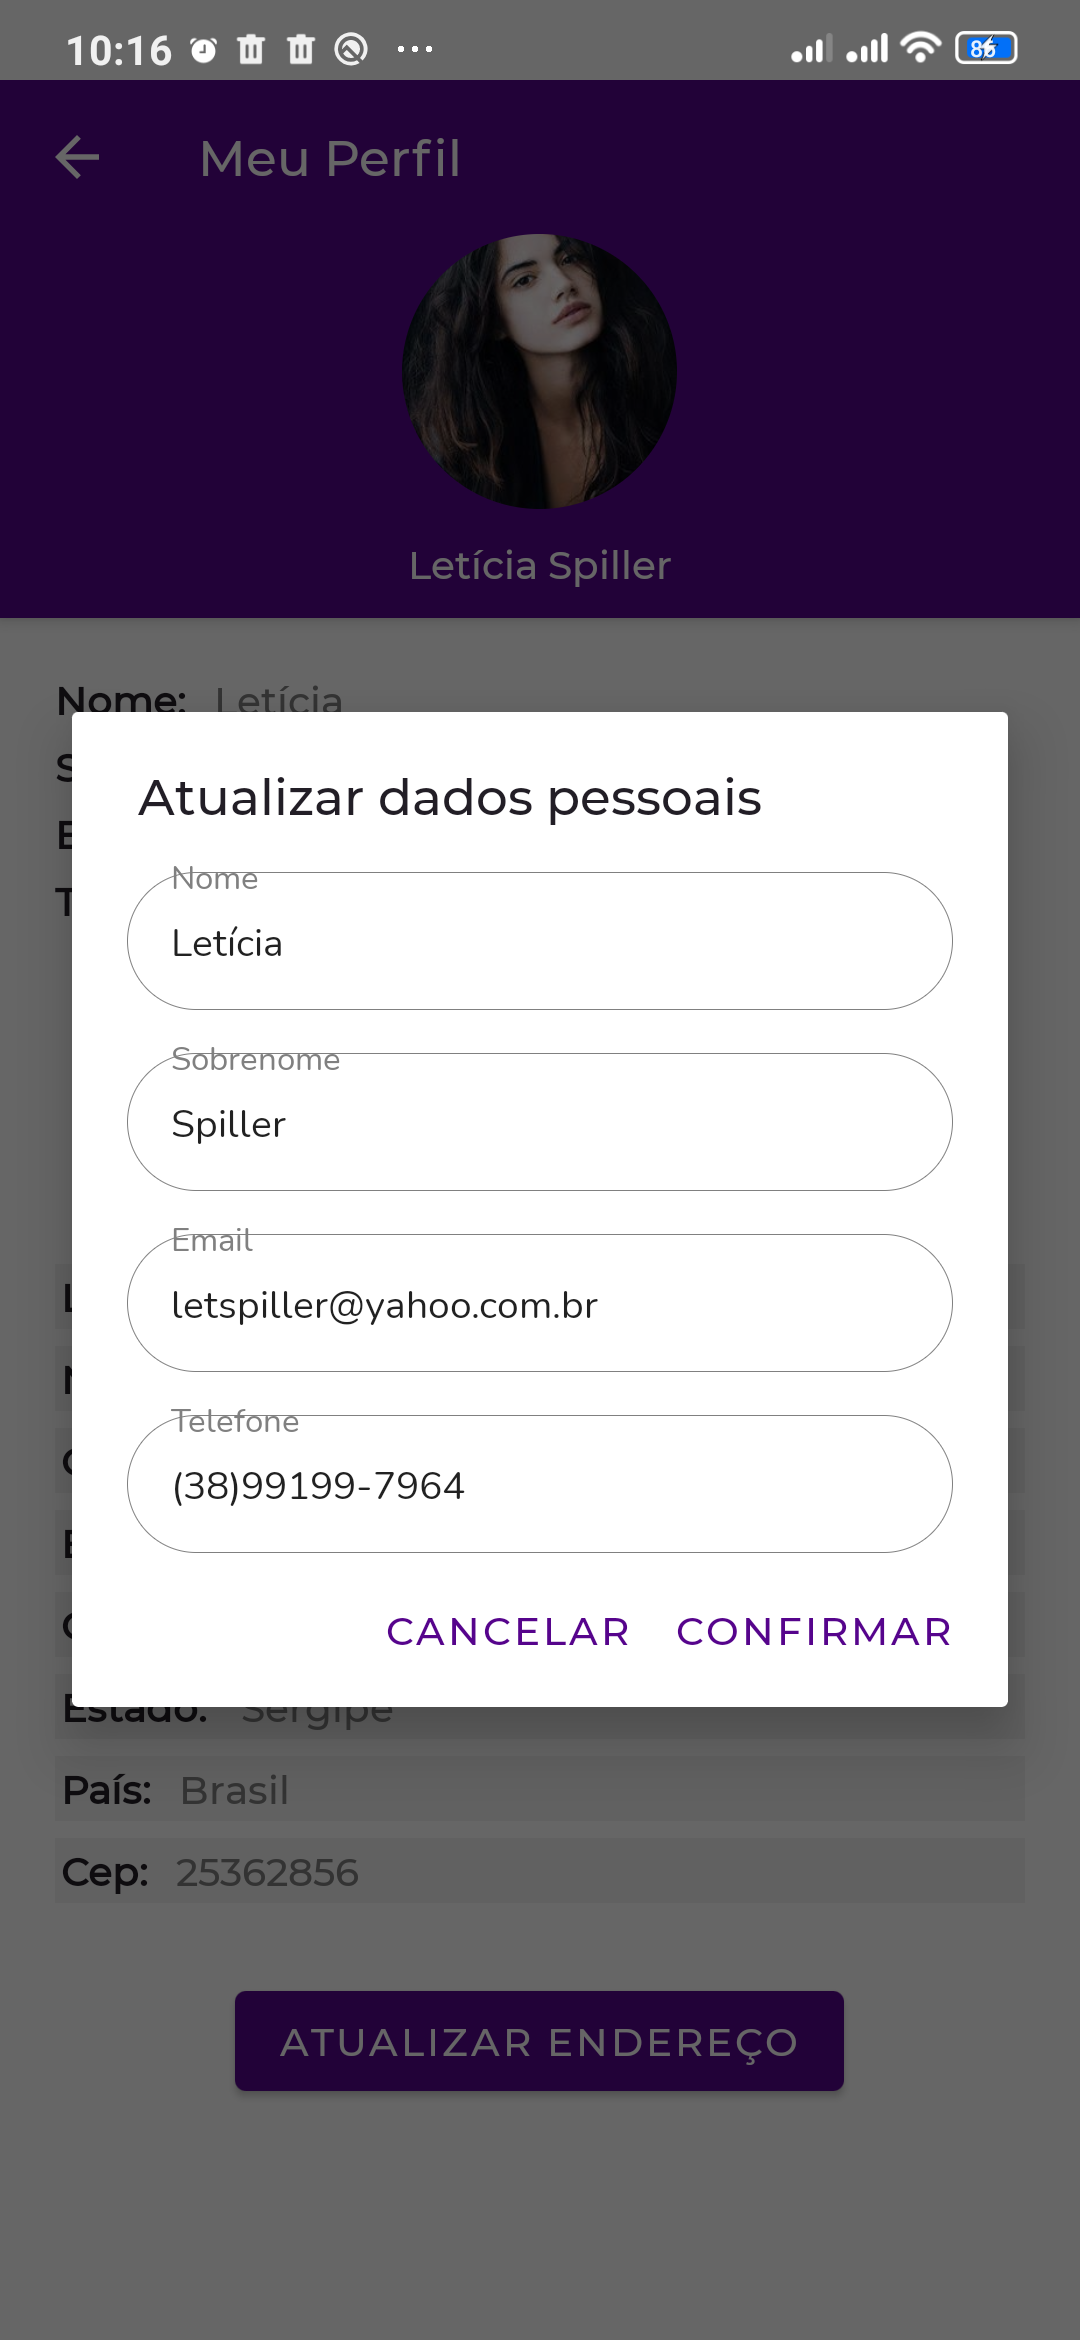 10:16
86
Meu Perfil
Letícia Spiller
Nome: Letícia
Atualizar dados pessoais
Nome
Letícia
Sobrenome
Spiller
Email
letspiller@yahoo.com.br
Telefone
(38)99199-7964
CANCELAR CONFIRMAR
Estado: Sergipe
País: Brasil
Cep: 25362856
ATUALIZAR ENDEREÇO